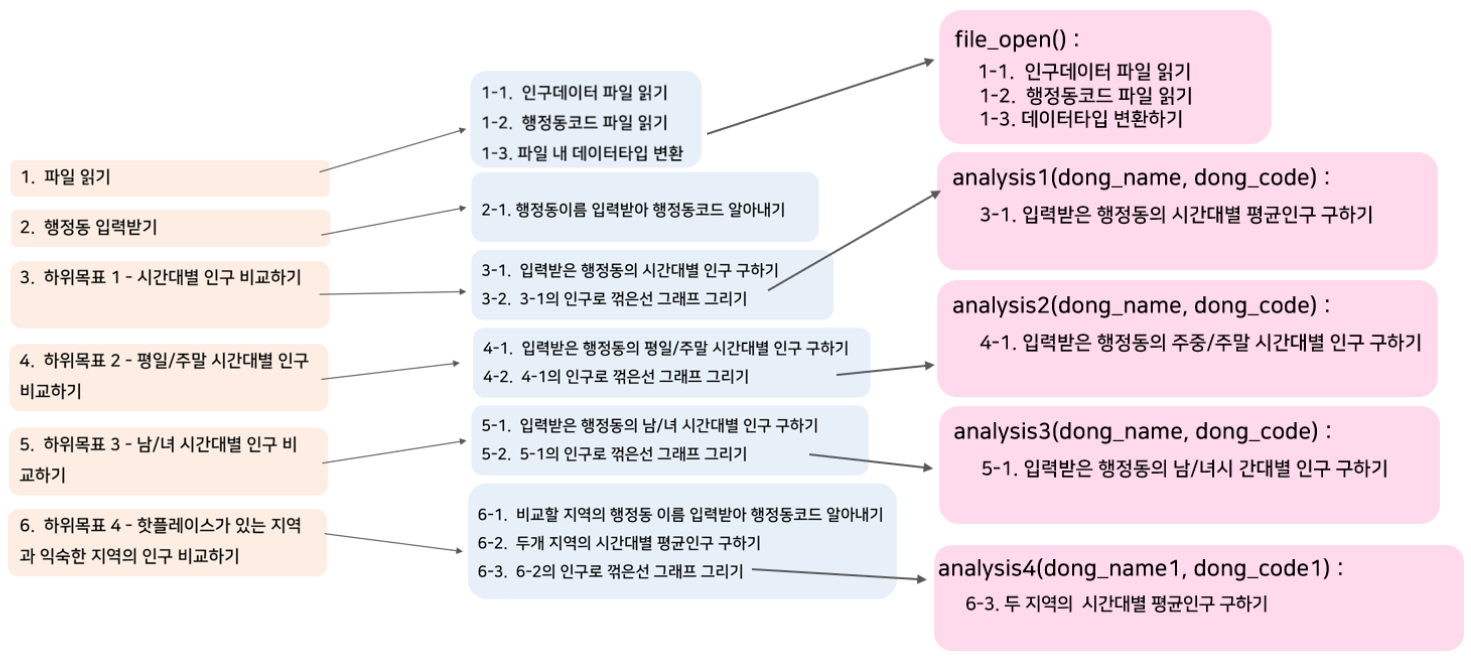 1. 파일 읽기
2. 행정동 입력받기
3. 하위목표 1 - 시간대별 인구 비교하기
4. 하위목표 2 - 평일/주말 시간대별 인구
비교하기
5. 하위목표 3 - 남/녀 시간대별 인구 비
교하기
6. 하위목표 4 - 핫플레이스가 있는 지역
과 익숙한 지역의 인구 비교하기
1-1. 인구데이터 파일 읽기
1-2. 행정동코드 파일 읽기
1-3. 파일 내 데이터타입 변환
2-1. 행정동이름 입력받아 행정동코드 알아내기
3-1. 입력받은 행정동의 시간대별 인구 구하기
3-2. 3-1의 인구로 꺾은선 그래프 그리기
4-1. 입력받은 행정동의 평일/주말 시간대별 인구 구하기
4-2. 4-1의 인구로 꺾은선 그래프 그리기
5-1. 입력받은 행정동의 남/녀 시간대별 인구 구하기
5-2. 5-1의 인구로 꺾은선 그래프 그리기
6-1. 비교할 지역의 행정동 이름 입력받아 행정동코드 알아내기
6-2. 두개 지역의 시간대별 평균인구 구하기
6-3. 6-2의 인구로 꺾은선 그래프 그리기
file_open() :
1-1. 인구데이터 파일 읽기
1-2. 행정동코드 파일 읽기
1-3. 데이터타입 변환하기
analysis1(dong_name, dong_code) :
3-1. 입력받은 행정동의 시간대별 평균인구 구하기
analysis2(dong_name, dong_code) :
4-1. 입력받은 행정동의 주중/주말 시간대별 인구 구하기
analysis3(dong_name, dong_code) :
5-1. 입력받은 행정동의 남/녀시 간대별 인구 구하기
analysis4(dong_name1, dong_code1) :
6-3. 두 지역의 시간대별 평균인구 구하기